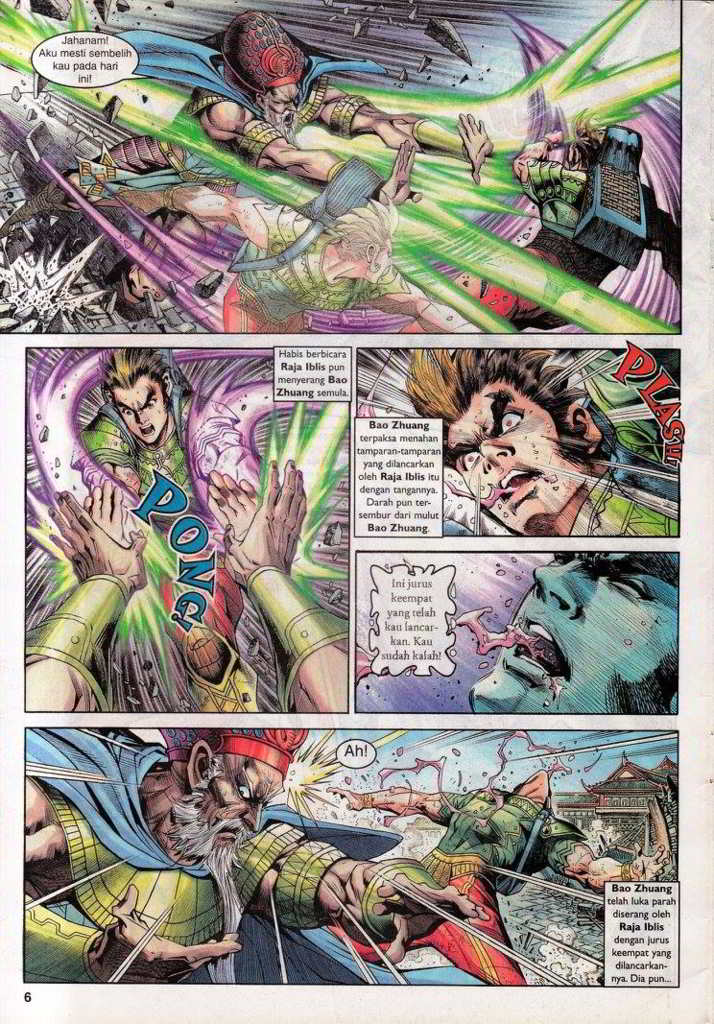 Jahanam!
Aku mesti sembelih
kau pada hari
ini!
Habis berbicara
Raja Iblis pun
menyerang Bao
Zhuang semula.
PONG!
PLASH
Bao Zhuang
terpaksa menahan
tamparan-tamparan
yang dilancarkan
oleh Raja Iblis itu
dengan tangannya.
Darah pun ter-
sembur dari mulut
Bao Zhuang.
Ini jurus
keempat
yang telah
kau lancar-
kan. Kau
sudah kalah!
Ah!
Bao Zhuang
telah luka parah
diserang oleh
Raja Iblis
dengan jurus
keempat yang
dilancarkan-
nya. Dia pun...
6